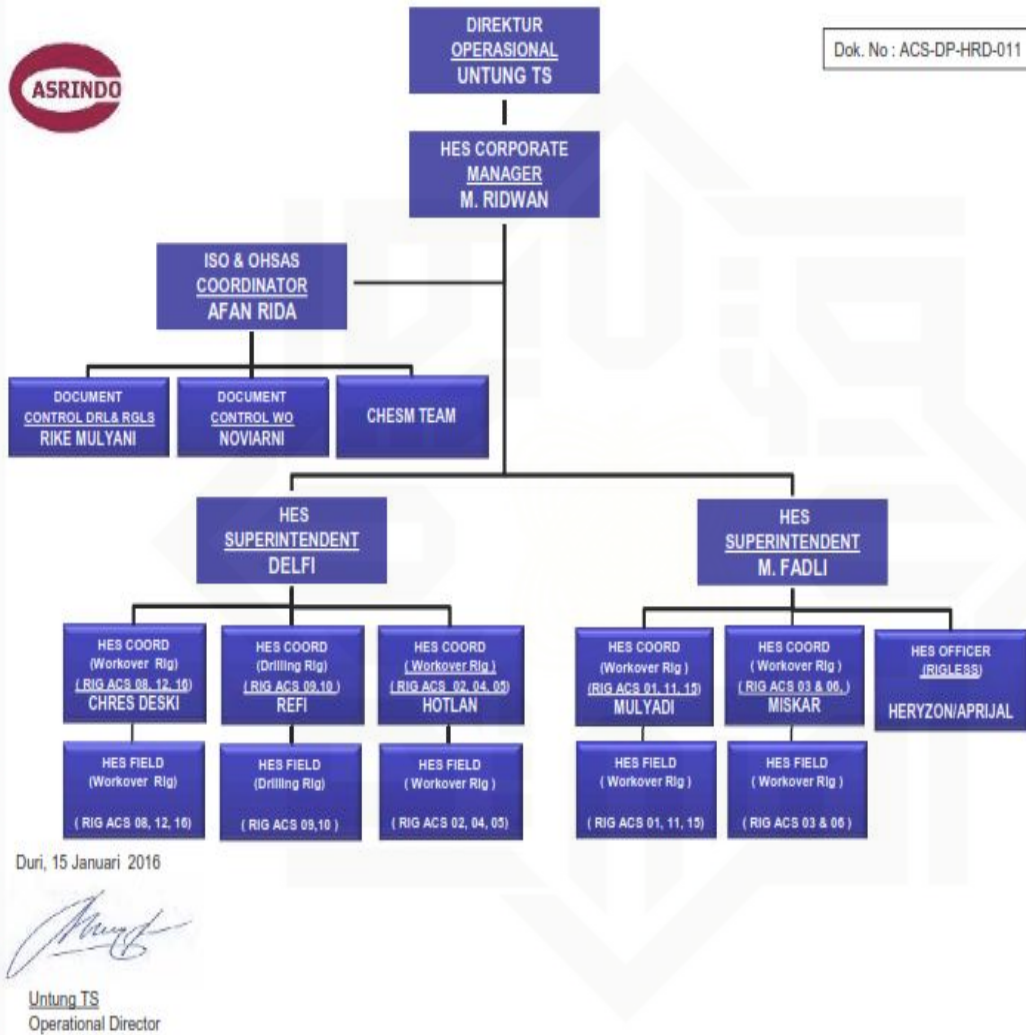 DIREKTUR
OPERASIONAL
UNTUNG TS
Dok. No : ACS-DP-HRD-011
ASRINDO
HES CORPORATE
MANAGER
M. RIDWAN
ISO & OHSAS
COORDINATOR
AFAN RIDA
DOCUMENT
CONTROL DRL& RGLS
RIKE MULYANI
DOCUMENT
CONTROL WO
NOVIARNI
CHESM TEAM
HES
SUPERINTENDENT
DELFI
HES
SUPERINTENDENT
M. FADLI
HES COORD
(Workover Rig)
( RIG ACS 08, 12, 16)
CHRES DESKI
HES COORD
(Drilling Rig)
( RIG ACS 09,10 )
REFI
HES COORD
( Workover Rig )
( RIG ACS 02, 04, 05)
HOTLAN
HES COORD
(Workover Rig )
(RIG ACS 01, 11, 15)
MULYADI
HES COORD
( Workover Rig )
( RIG ACS 03 & 06, )
MISKAR
HES OFFICER
(RIGLESS)
HERYZON/APRIJAL
HES FIELD
(Workover Rig)
( RIG ACS 08, 12, 16)
HES FIELD
(Drilling Rig)
( RIG ACS 09,10 )
HES FIELD
( Workover Rig )
( RIG ACS 02, 04, 05)
HES FIELD
( Workover Rig )
( RIG ACS 01, 11, 15)
HES FIELD
( Workover Rig )
( RIG ACS 03 & 06 )
Duri, 15 Januari 2016
Untung TS
Operational Director